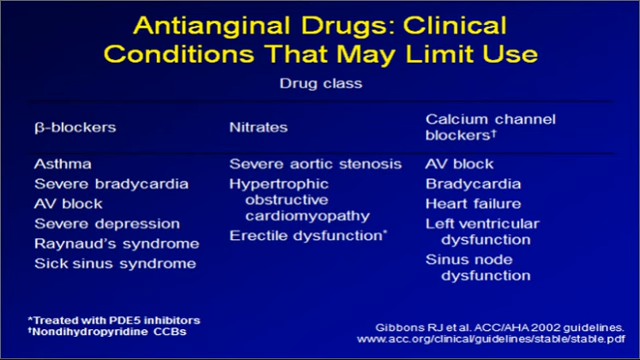 Antianginal Drugs: Clinical
Conditions That May Limit Use
Drug class
β-blockers
Nitrates
Calcium channel
blockers†
Asthma
Severe bradycardia
AV block
Severe depression
Raynaud's syndrome
Sick sinus syndrome
Severe aortic stenosis
Hypertrophic
obstructive
cardiomyopathy
Erectile dysfunction*
AV block
Bradycardia
Heart failure
Left ventricular
dysfunction
Sinus node
dysfunction
*Treated with PDE5 inhibitors
†Nondihydropyridine CCBs
Gibbons RJ et al. ACC/AHA 2002 guidelines.
www.acc.org/clinical/guidelines/stable/stable.pdf